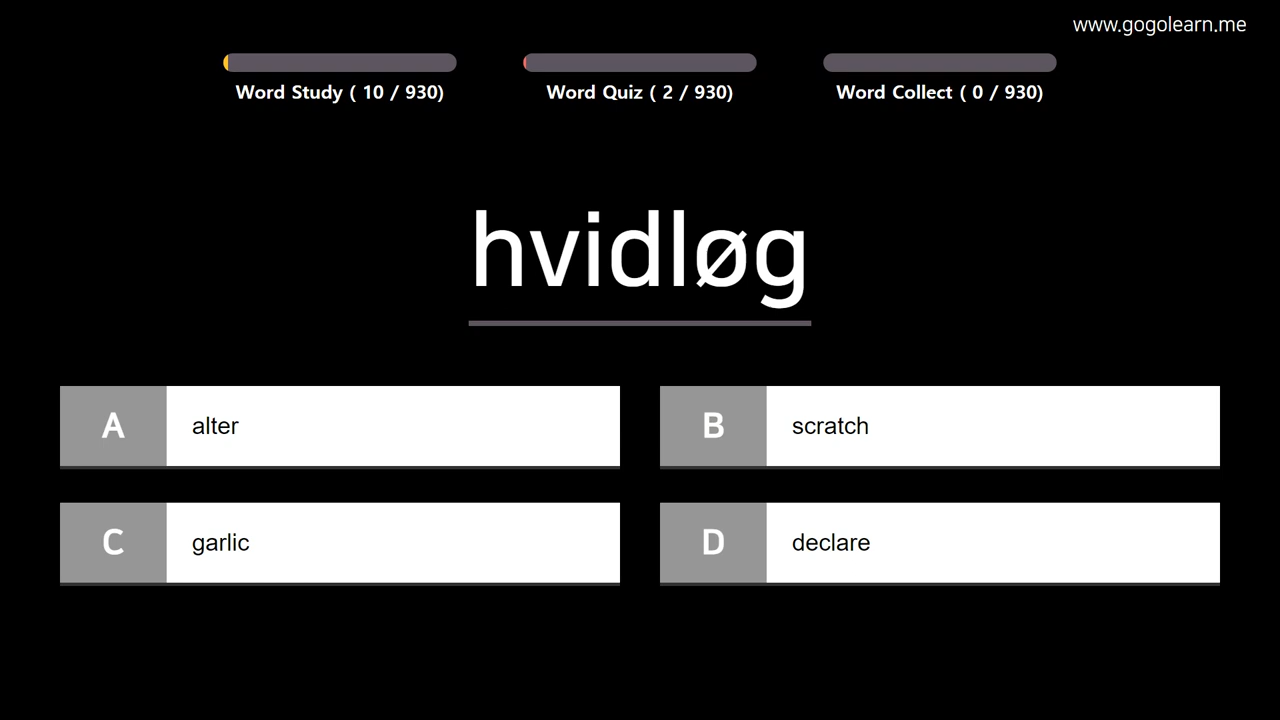 www.gogolearn.me
Word Study ( 10 / 930)
Word Quiz ( 2 / 930)
Word Collect ( 0 / 930)
hvidløg
A alter
B scratch
C garlic
D declare